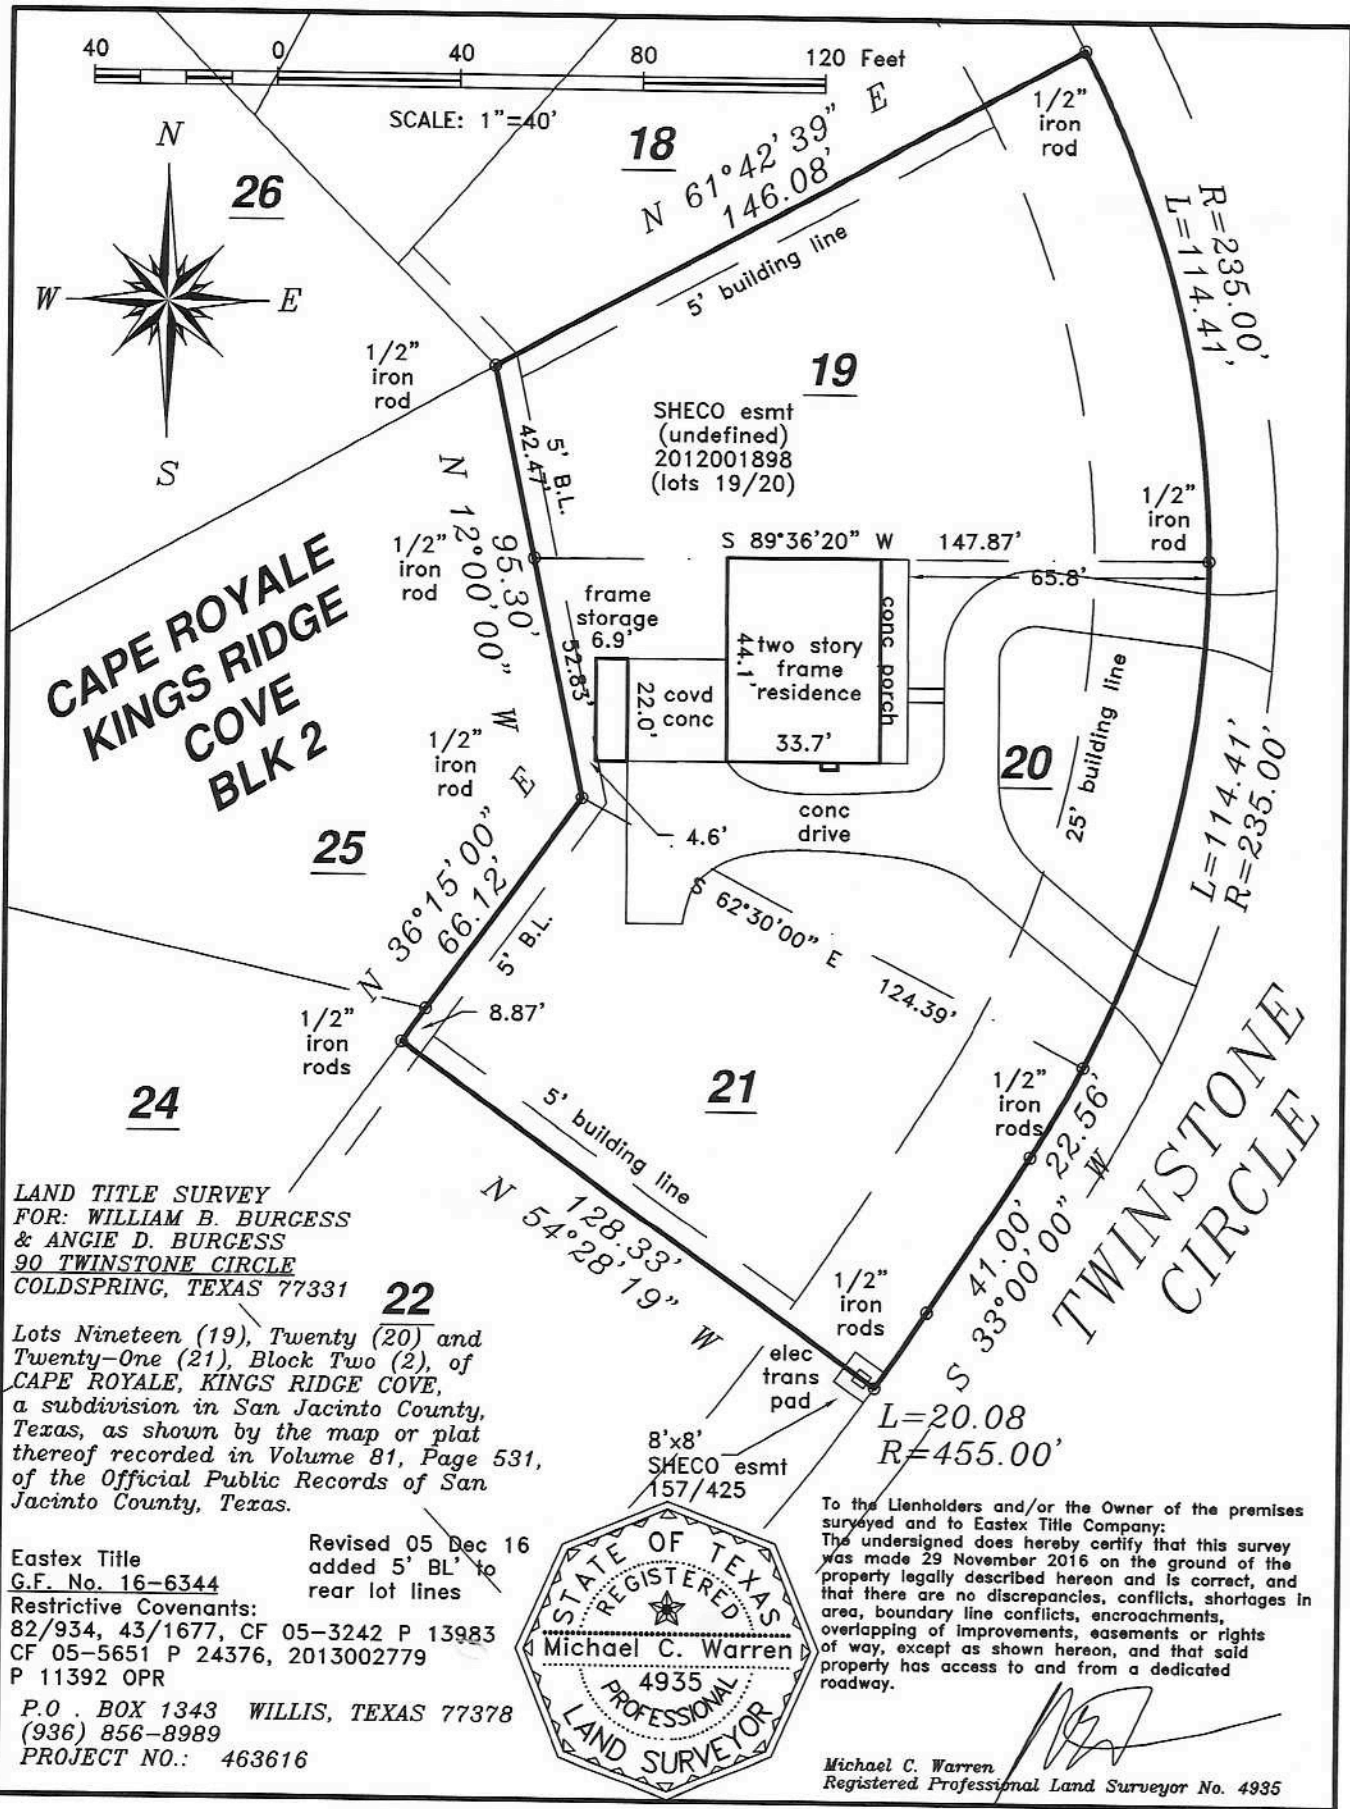 40 0 40 80 120 Feet
SCALE: 1"=40'
N
W E
S
26
18
N 61°42'39" E
146.08'
5' building line
1/2"
iron
rod
R=235.00'
L=114.41'
1/2"
iron
rod
19
SHECO esmt
(undefined)
2012001898
(lots 19/20)
5' B.L.
42.47'
N 12°00'00" W
95.30'
1/2"
iron
rod
S 89°36'20" W 147.87'
1/2"
iron
rod
65.8'
CAPE ROYALE
KINGS RIDGE
COVE
BLK 2
frame
storage
6.9'
52.83'
22.0'
covd
conc
44.1'
two story
frame
residence
33.7'
conc porch
1/2"
iron
rod
20
25' building line
conc
drive
4.6'
L=114.41'
R=235.00'
25
N 36°15'00" E
66.12'
5' B.L.
S 62°30'00" E
124.39'
8.87'
1/2"
iron
rods
24
21
5' building line
1/2"
iron
rods
22.56'
41.00'
S 33°00'00" W
TWINSTONE
CIRCLE
128.33'
N 54°28'19" W
1/2"
iron
rods
elec
trans
pad
L=20.08
R=455.00'
8'x8'
SHECO esmt
157/425
LAND TITLE SURVEY
FOR: WILLIAM B. BURGESS
& ANGIE D. BURGESS
90 TWINSTONE CIRCLE
COLDSPRING, TEXAS 77331
22
Lots Nineteen (19), Twenty (20) and
Twenty-One (21), Block Two (2), of
CAPE ROYALE, KINGS RIDGE COVE,
a subdivision in San Jacinto County,
Texas, as shown by the map or plat
thereof recorded in Volume 81, Page 531,
of the Official Public Records of San
Jacinto County, Texas.
Revised 05 Dec 16
added 5' BL' to
rear lot lines
Eastex Title
G.F. No. 16-6344
Restrictive Covenants:
82/934, 43/1677, CF 05-3242 P 13983
CF 05-5651 P 24376, 2013002779
P 11392 OPR
P.O . BOX 1343 WILLIS, TEXAS 77378
(936) 856-8989
PROJECT NO.: 463616
STATE OF TEXAS
REGISTERED
Michael C. Warren
4935
PROFESSIONAL
LAND SURVEYOR
To the Lienholders and/or the Owner of the premises
surveyed and to Eastex Title Company:
The undersigned does hereby certify that this survey
was made 29 November 2016 on the ground of the
property legally described hereon and is correct, and
that there are no discrepancies, conflicts, shortages in
area, boundary line conflicts, encroachments,
overlapping of improvements, easements or rights
of way, except as shown hereon, and that said
property has access to and from a dedicated
roadway.
Michael C. Warren
Registered Professional Land Surveyor No. 4935